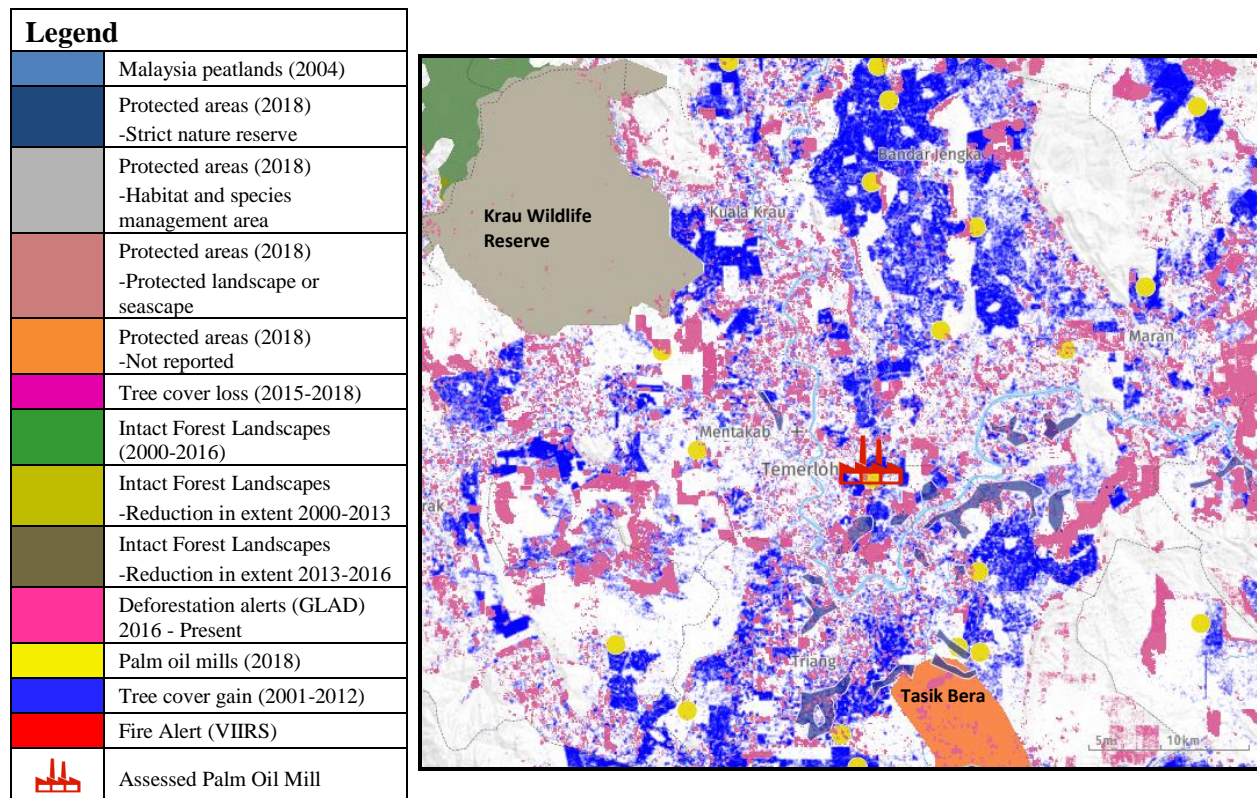 Legend
Malaysia peatlands (2004)
Protected areas (2018)
-Strict nature reserve
Protected areas (2018)
-Habitat and species
management area
Protected areas (2018)
-Protected landscape or
seascape
Protected areas (2018)
-Not reported
Tree cover loss (2015-2018)
Intact Forest Landscapes
(2000-2016)
Intact Forest Landscapes
-Reduction in extent 2000-2013
Intact Forest Landscapes
-Reduction in extent 2013-2016
Deforestation alerts (GLAD)
2016 - Present
Palm oil mills (2018)
Tree cover gain (2001-2012)
Fire Alert (VIIRS)
Assessed Palm Oil Mill
Bandar Jengka
Krau Wildlife
Reserve
Kuala Krau
Maran
Mentakab
Temerloh
rak
Triang
Tasik Bera
5mi
10km